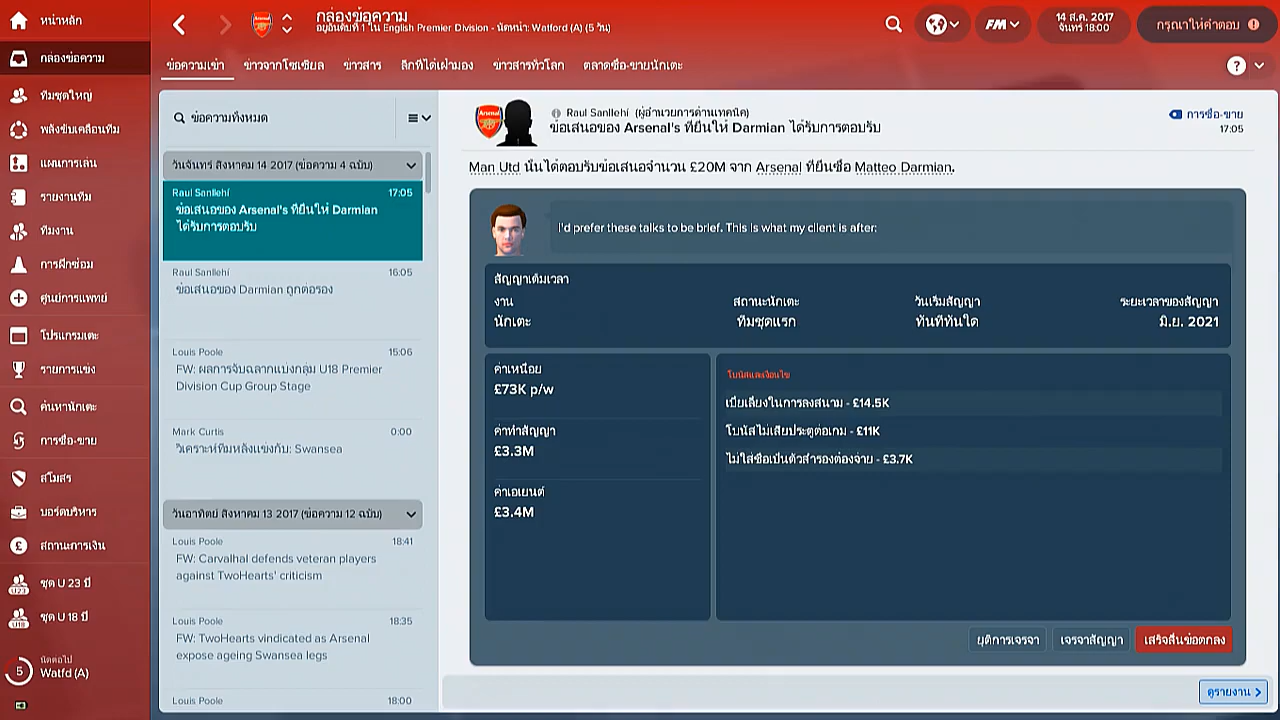 หน้าหลัก
กล่องข้อความ
ทีมชุดใหญ่
พลังขับเคลื่อนทีม
แผนการเล่น
รายงานทีม
ทีมงาน
การฝึกซ้อม
ศูนย์การแพทย์
โปรแกรมเตะ
รายการแข่ง
ค้นหานักเตะ
การซื้อ-ขาย
สโมสร
บอร์ดบริหาร
สถานะการเงิน
ชุด U 23 ปี
ชุด U 18 ปี
นัดต่อไป
5
Watfd (A)
กล่องข้อความ
อยู่อันดับที่ 1 ใน English Premier Division - นัดหน้า: Watford (A) (5 วัน)
FM
14 ส.ค. 2017
จันทร์ 18:00
กรุณาให้คำตอบ
ข้อความเข้า
ข่าวจากโซเชียล
ข่าวสาร
ลีกที่ได้เฝ้ามอง
ข่าวสารทั่วโลก
ตลาดซื้อ-ขายนักเตะ
ข้อความทั้งหมด
วันจันทร์ สิงหาคม 14 2017 (ข้อความ 4 ฉบับ)
Raul Sanllehí 17:05
ข้อเสนอของ Arsenal's ที่ยื่นให้ Darmian
ได้รับการตอบรับ
Raul Sanllehí 16:05
ข้อเสนอของ Darmian ถูกต่อรอง
Louis Poole 15:06
FW: ผลการจับฉลากแบ่งกลุ่ม U18 Premier
Division Cup Group Stage
Mark Curtis 0:00
วิเคราะห์ทีมหลังแข่งกับ: Swansea
วันอาทิตย์ สิงหาคม 13 2017 (ข้อความ 12 ฉบับ)
Louis Poole 18:41
FW: Carvalhal defends veteran players
against TwoHearts' criticism
Louis Poole 18:35
FW: TwoHearts vindicated as Arsenal
expose ageing Swansea legs
Louis Poole 18:00
Raul Sanllehí (ผู้อำนวยการด้านเทคนิค)
ข้อเสนอของ Arsenal's ที่ยื่นให้ Darmian ได้รับการตอบรับ
การซื้อ-ขาย
17:05
Man Utd นั้นได้ตอบรับข้อเสนอจำนวน £20M จาก Arsenal ที่ยื่นซื้อ Matteo Darmian.
I'd prefer these talks to be brief. This is what my client is after:
สัญญาเต็มเวลา
งาน สถานะนักเตะ วันเริ่มสัญญา ระยะเวลาของสัญญา
นักเตะ ทีมชุดแรก ทันทีทันใด มิ.ย. 2021
ค่าเหนื่อย
£73K p/w
ค่าทำสัญญา
£3.3M
ค่าเอเยนต์
£3.4M
โบนัสและเงื่อนไข
เบี้ยเลี้ยงในการลงสนาม - £14.5K
โบนัสไม่เสียประตูต่อเกม - £11K
ไม่ใส่ชื่อเป็นตัวสำรองต้องจ่าย - £3.7K
ยุติการเจรจา
เจรจาสัญญา
เสร็จสิ้นข้อตกลง
ดูรายงาน